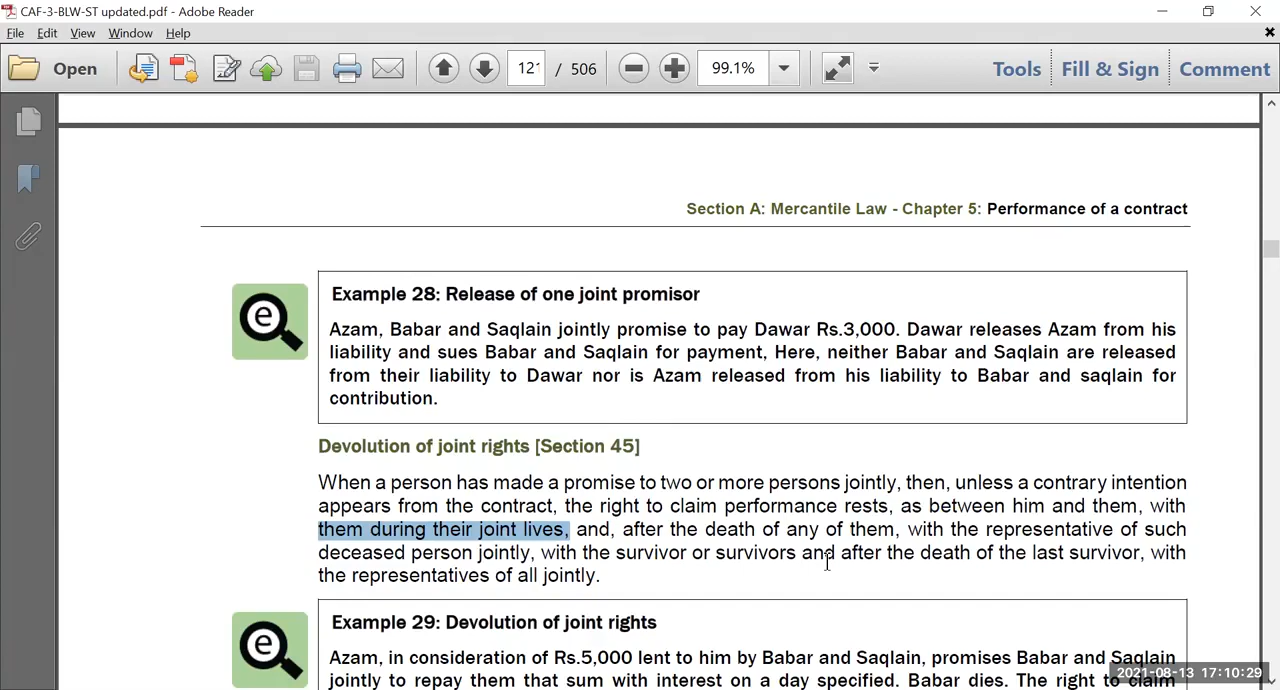 CAF-3-BLW-ST updated.pdf - Adobe Reader
File Edit View Window Help
Open 121 / 506 99.1% Tools Fill & Sign Comment
Section A: Mercantile Law - Chapter 5: Performance of a contract
Example 28: Release of one joint promisor
Azam, Babar and Saqlain jointly promise to pay Dawar Rs.3,000. Dawar releases Azam from his
liability and sues Babar and Saqlain for payment, Here, neither Babar and Saqlain are released
from their liability to Dawar nor is Azam released from his liability to Babar and saqlain for
contribution.
Devolution of joint rights [Section 45]
When a person has made a promise to two or more persons jointly, then, unless a contrary intention
appears from the contract, the right to claim performance rests, as between him and them, with
them during their joint lives, and, after the death of any of them, with the representative of such
deceased person jointly, with the survivor or survivors and after the death of the last survivor, with
the representatives of all jointly.
Example 29: Devolution of joint rights
Azam, in consideration of Rs.5,000 lent to him by Babar and Saqlain, promises Babar and Saqlain
jointly to repay them that sum with interest on a day specified. Babar dies. The right to claim
2021-08-13 17:10:29